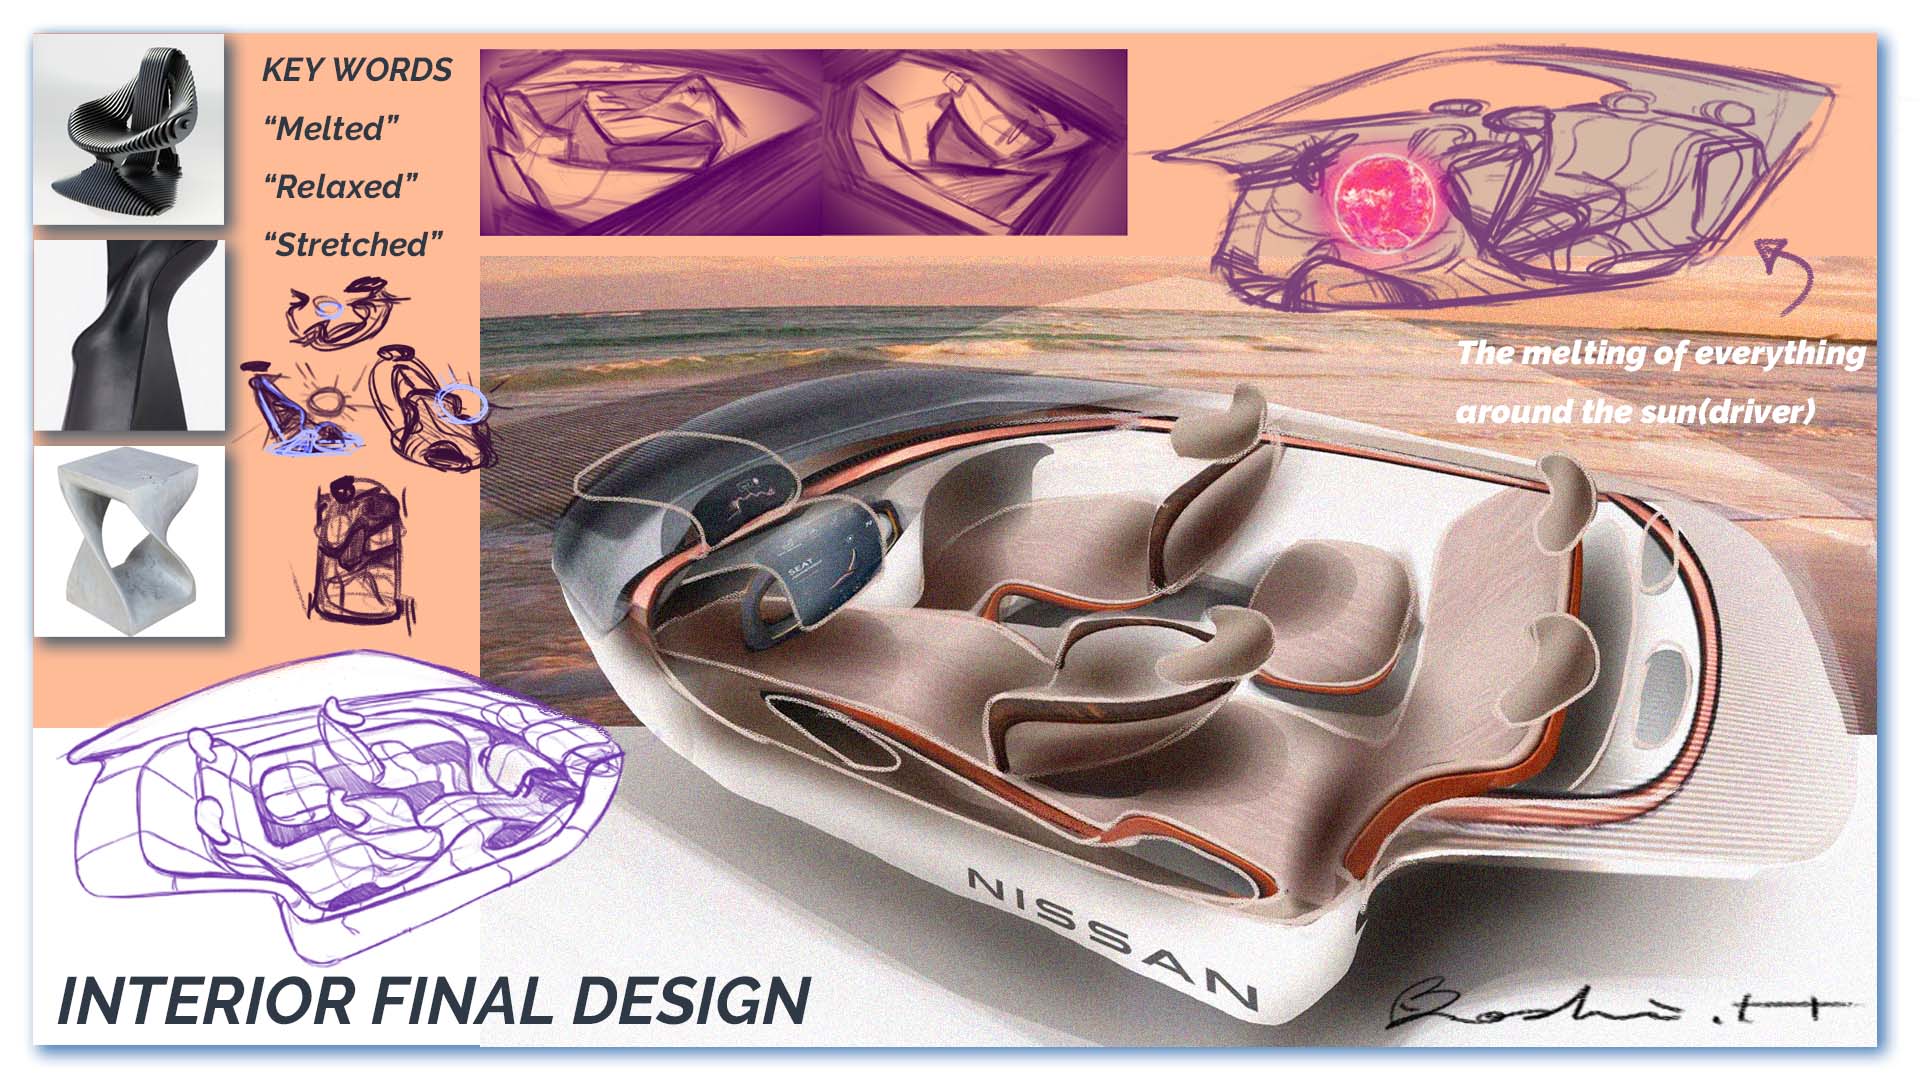 KEY WORDS
“Melted”
“Relaxed”
“Stretched”
The melting of everything
around the sun(driver)
SEAT
NISSAN
INTERIOR FINAL DESIGN